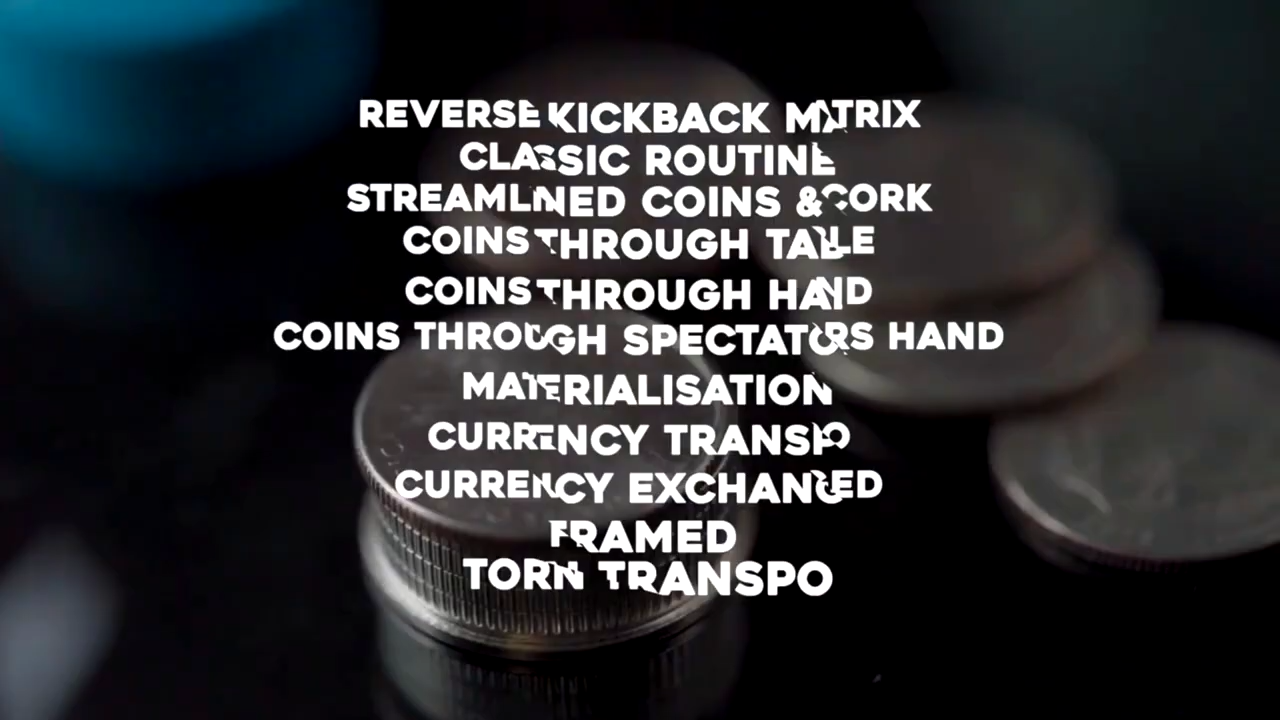 REVERSE KICKBACK MATRIX
CLASSIC ROUTINE
STREAMLINED COINS & CORK
COINS THROUGH TABLE
COINS THROUGH HAND
COINS THROUGH SPECTATORS HAND
MATERIALISATION
CURRENCY TRANSPO
CURRENCY EXCHANGED
FRAMED
TORN TRANSPO